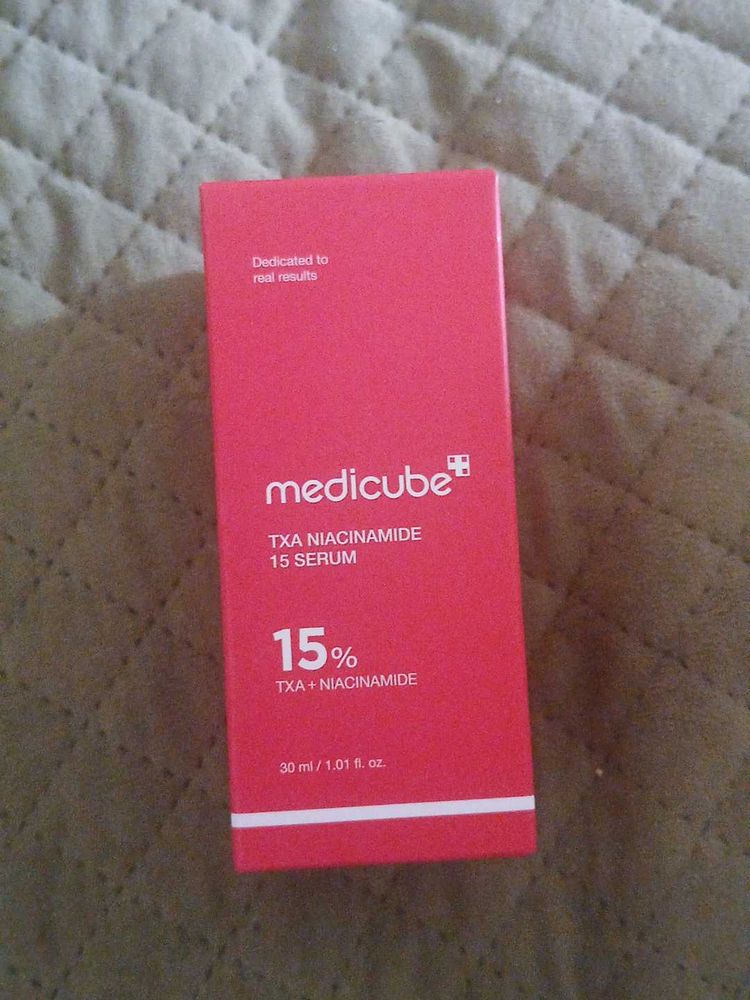 Dedicated to
real results
medicube
TXA NIACINAMIDE
15 SERUM
15%
TXA + NIACINAMIDE
30 ml / 1.01 fl. oz.